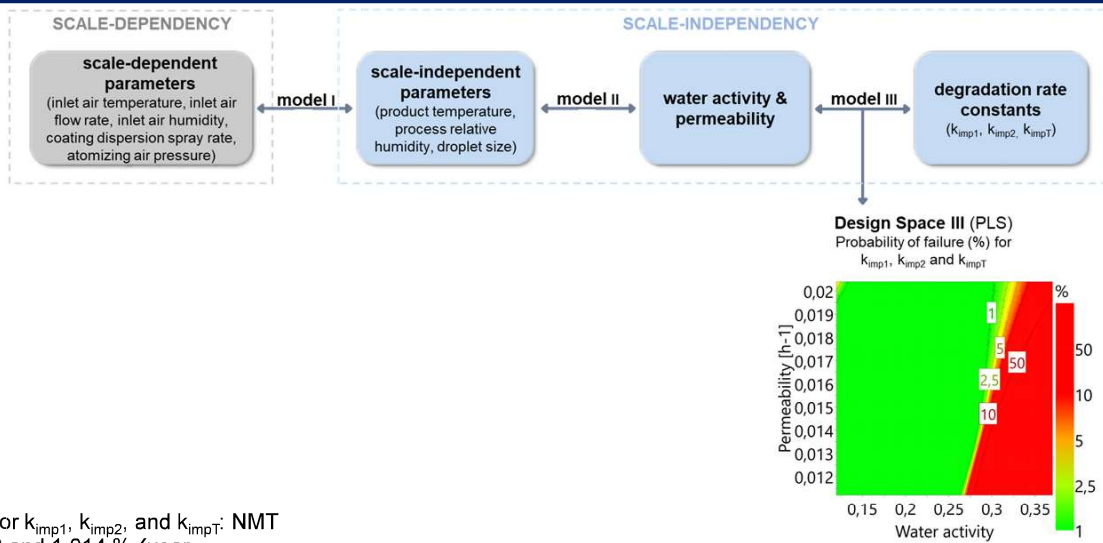 SCALE-DEPENDENCY
scale-dependent
parameters
(inlet air temperature, inlet air
flow rate, inlet air humidity,
coating dispersion spray rate,
atomizing air pressure)
model I
SCALE-INDEPENDENCY
scale-independent
parameters
(product temperature,
process relative
humidity, droplet size)
model II
water activity &
permeability
model III
degradation rate
constants
(kimp1, kimp2, kimpT)
Design Space III (PLS)
Probability of failure (%) for
kimp1, kimp2 and kimpT
%
0,02
0,019
0,018
0,017
0,016
0,015
0,014
0,013
0,012
Permeability [h-1]
1
5
50
2,5
10
50
10
5
2,5
1
0,15 0,2 0,25 0,3 0,35
Water activity
or kimp1, kimp2, and kimpT: NMT
and 1.014 % /year